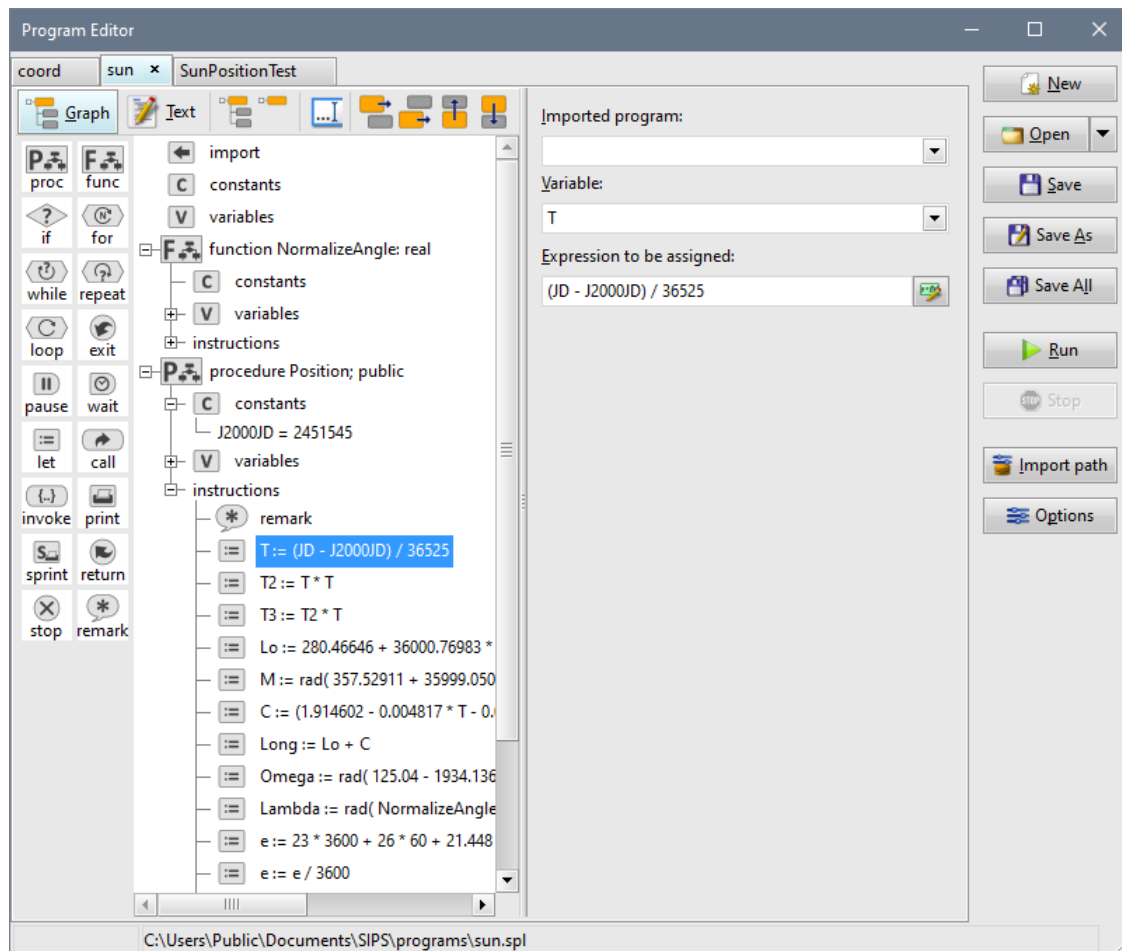 Program Editor
coord
sun
SunPositionTest
Graph
Text
...I
proc
func
if
for
while
repeat
loop
exit
pause
wait
let
call
invoke
print
sprint
return
stop
remark
import
C constants
V variables
F function NormalizeAngle: real
C constants
V variables
instructions
P procedure Position; public
C constants
J2000JD = 2451545
V variables
instructions
* remark
:= T := (JD - J2000JD) / 36525
:= T2 := T * T
:= T3 := T2 * T
:= Lo := 280.46646 + 36000.76983 *
:= M := rad( 357.52911 + 35999.050
:= C := (1.914602 - 0.004817 * T - 0.
:= Long := Lo + C
:= Omega := rad( 125.04 - 1934.136
:= Lambda := rad( NormalizeAngle
:= e := 23 * 3600 + 26 * 60 + 21.448
:= e := e / 3600
Imported program:
Variable:
T
Expression to be assigned:
(JD - J2000JD) / 36525
New
Open
Save
Save As
Save All
Run
STOP Stop
Import path
Options
C:\Users\Public\Documents\SIPS\programs\sun.spl